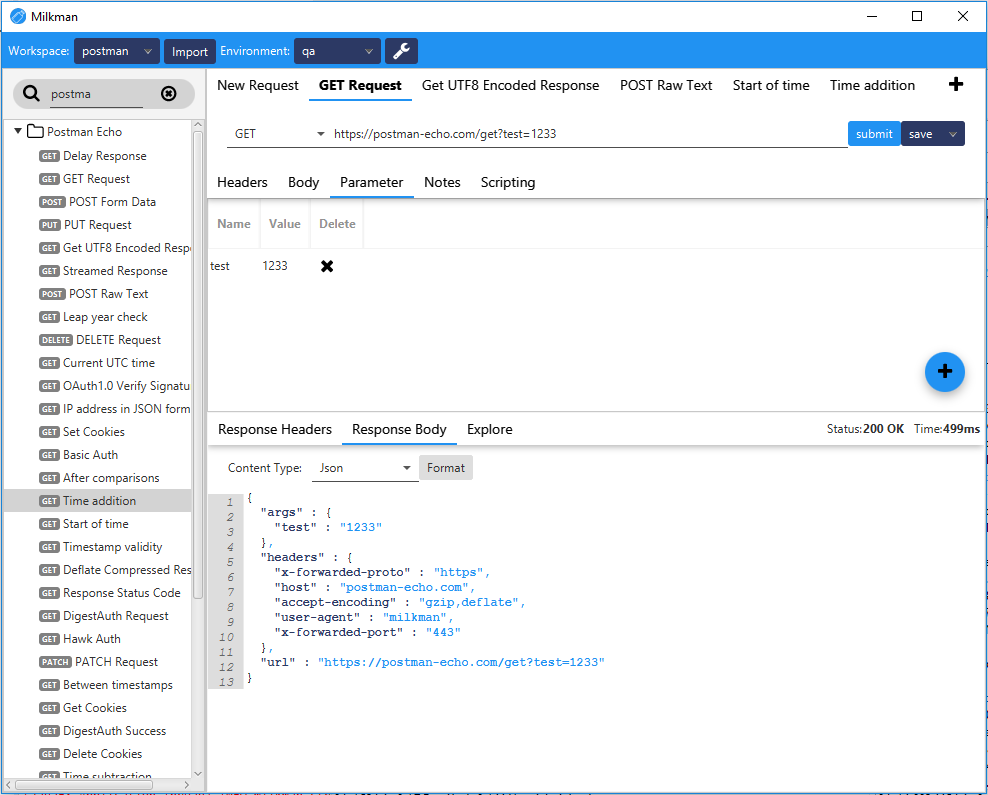 Milkman
Workspace: postman Import Environment: qa
postma
Postman Echo
GET Delay Response
GET GET Request
POST POST Form Data
PUT PUT Request
GET Get UTF8 Encoded Resp
GET Streamed Response
POST POST Raw Text
GET Leap year check
DELETE DELETE Request
GET Current UTC time
GET OAuth1.0 Verify Signatu
GET IP address in JSON form
GET Set Cookies
GET Basic Auth
GET After comparisons
GET Time addition
GET Start of time
GET Timestamp validity
GET Deflate Compressed Res
GET Response Status Code
GET DigestAuth Request
GET Hawk Auth
PATCH PATCH Request
GET Between timestamps
GET Get Cookies
GET DigestAuth Success
GET Delete Cookies
GET Time subtraction
New Request GET Request Get UTF8 Encoded Response POST Raw Text Start of time Time addition
GET https://postman-echo.com/get?test=1233 submit save
Headers Body Parameter Notes Scripting
Name Value Delete
test 1233
Response Headers Response Body Explore Status:200 OK Time:499ms
Content Type: Json Format
1 {
2 "args" : {
3 "test" : "1233"
4 },
5 "headers" : {
6 "x-forwarded-proto" : "https",
7 "host" : "postman-echo.com",
8 "accept-encoding" : "gzip,deflate",
9 "user-agent" : "milkman",
10 "x-forwarded-port" : "443"
11 },
12 "url" : "https://postman-echo.com/get?test=1233"
13 }